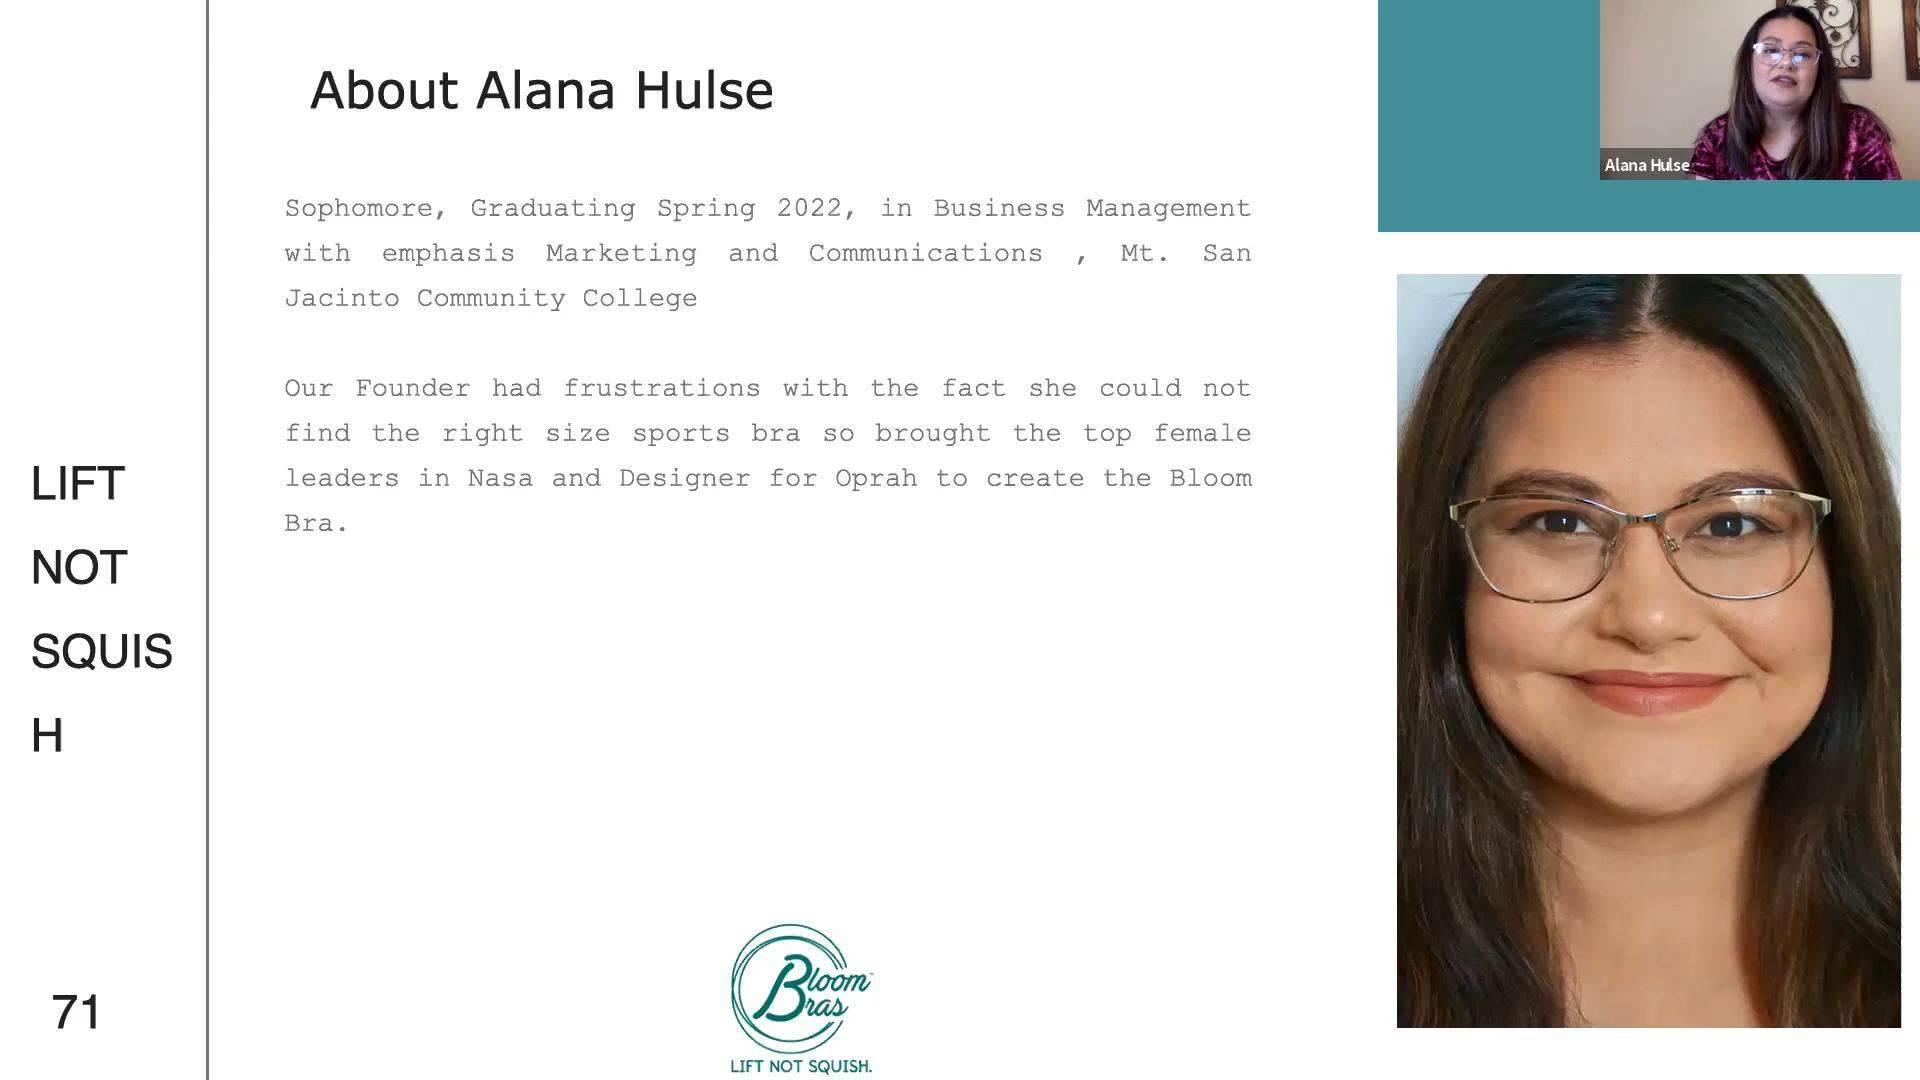 About Alana Hulse
Alana Hulse
Sophomore, Graduating Spring 2022, in Business Management
with emphasis Marketing and Communications , Mt. San
Jacinto Community College
Our Founder had frustrations with the fact she could not
find the right size sports bra so brought the top female
leaders in Nasa and Designer for Oprah to create the Bloom
Bra.
LIFT
NOT
SQUIS
H
71
Bloom™
Bras
LIFT NOT SQUISH.